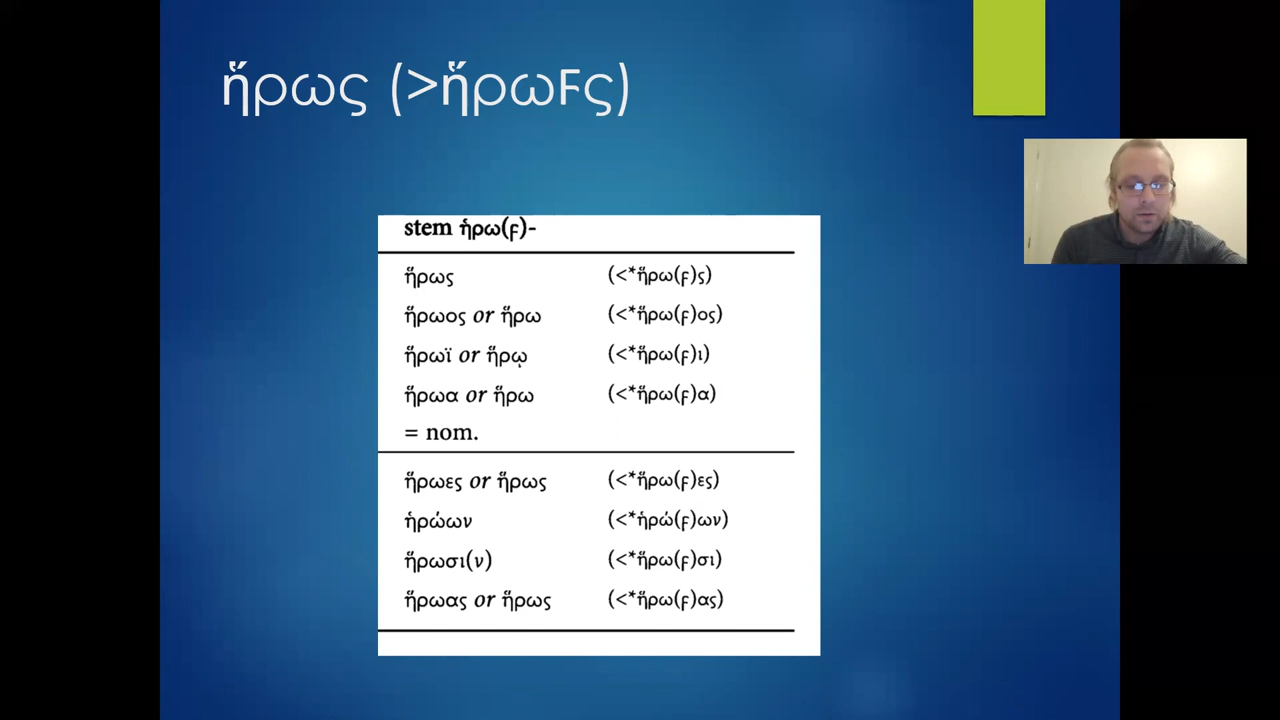 ἥρως (>ἥρωϜς)
stem ἡρω(ϝ)-
ἥρως (<*ἥρω(ϝ)ς)
ἥρωος or ἥρω (<*ἥρω(ϝ)ος)
ἥρωϊ or ἥρῳ (<*ἥρω(ϝ)ι)
ἥρωα or ἥρω (<*ἥρω(ϝ)α)
= nom.
ἥρωες or ἥρως (<*ἥρω(ϝ)ες)
ἡρώων (<*ἡρώ(ϝ)ων)
ἥρωσι(ν) (<*ἥρω(ϝ)σι)
ἥρωας or ἥρως (<*ἥρω(ϝ)ας)